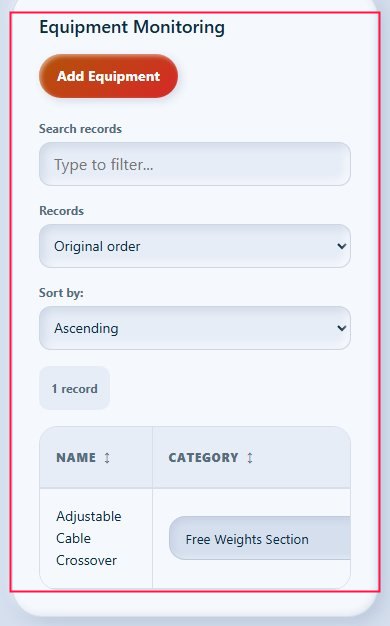 Equipment Monitoring
Add Equipment
Search records
Type to filter...
Records
Original order
Sort by:
Ascending
1 record
NAME ↕ CATEGORY ↕
Adjustable
Cable
Crossover
Free Weights Section